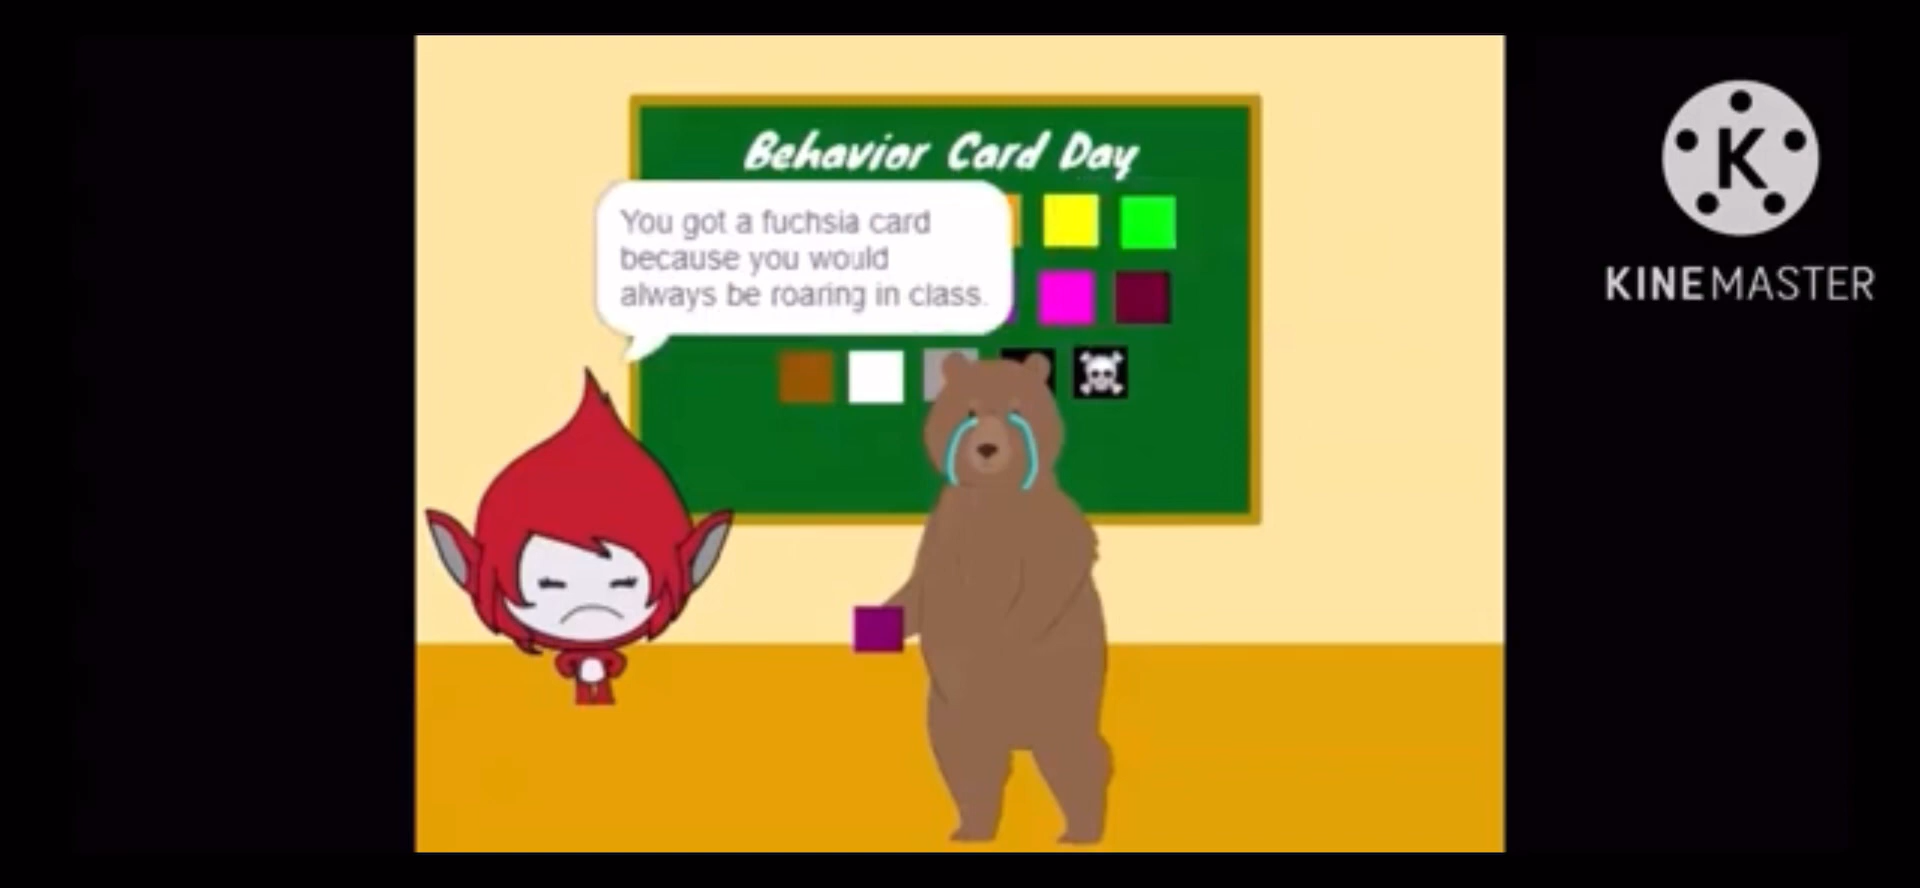 Behavior Card Day
You got a fuchsia card
because you would
always be roaring in class.
K
KINEMASTER